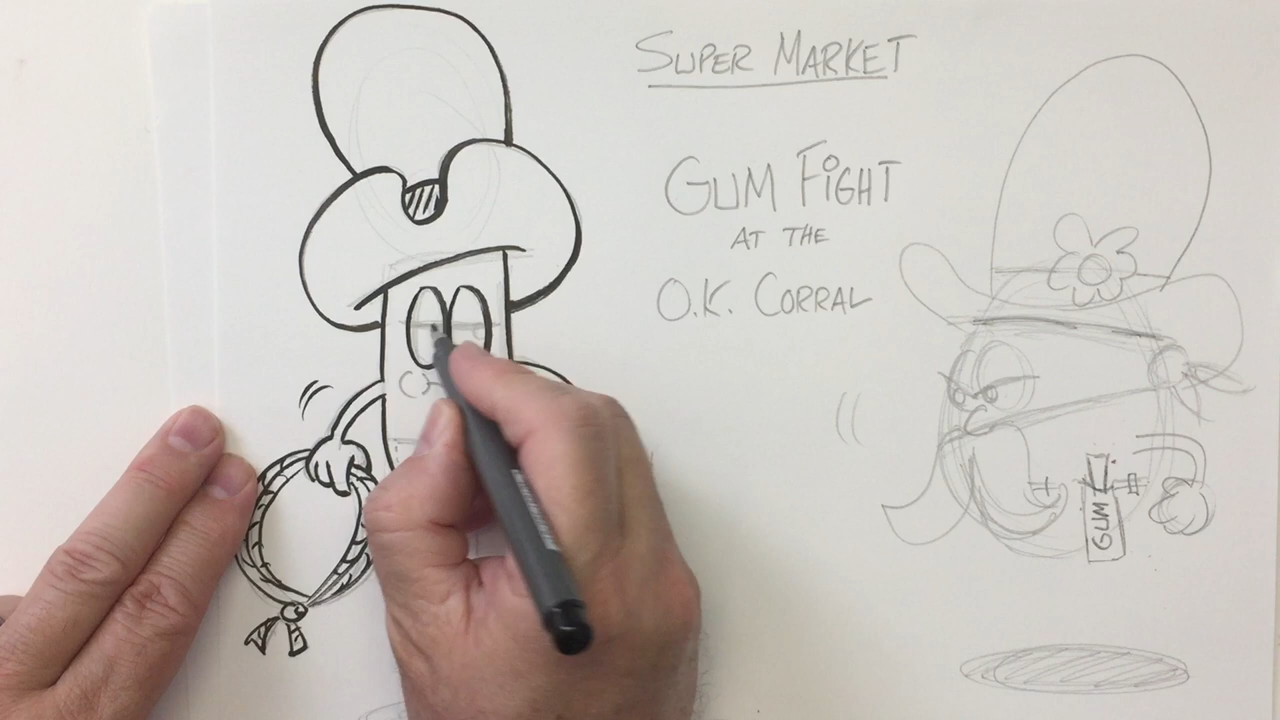 SUPER MARKET
GUM FIGHT
AT THE
O.K. CORRAL
GUM